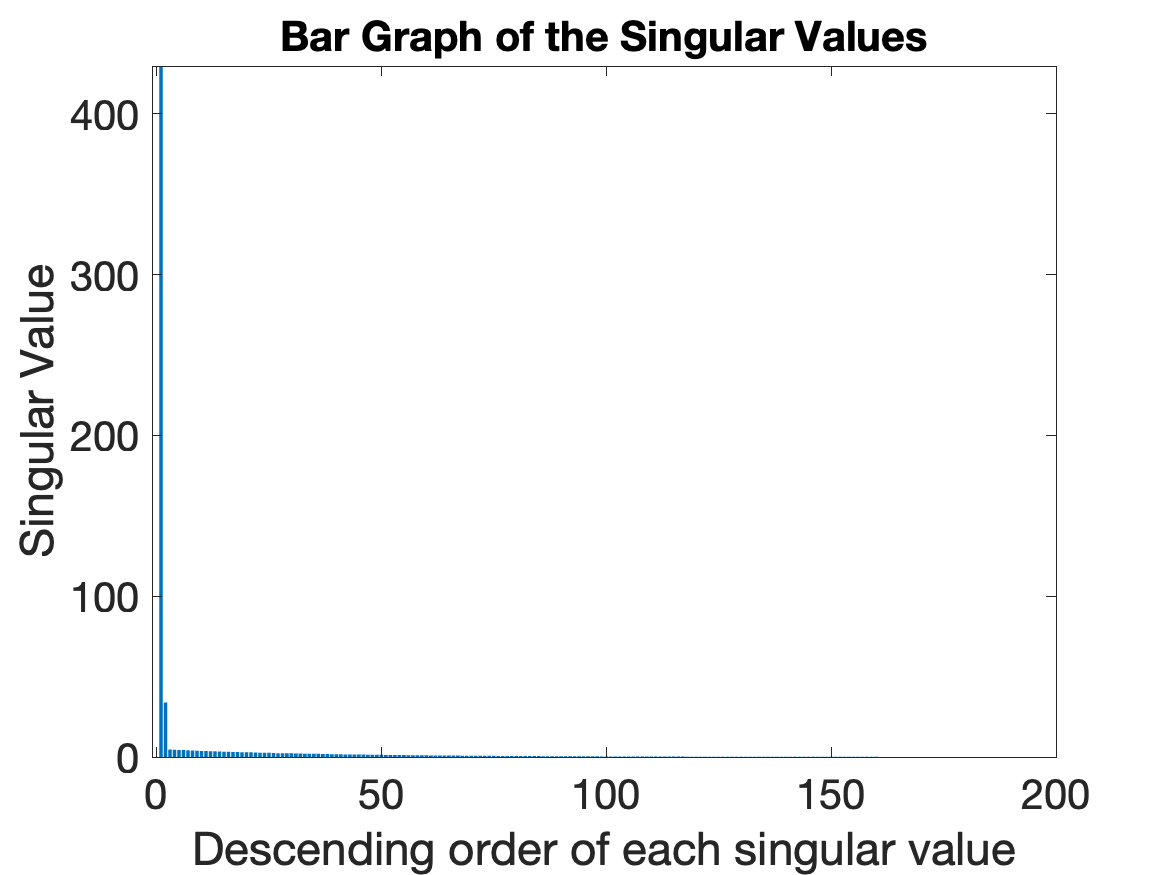 Bar Graph of the Singular Values
400
300
200
100
0
Singular Value
0 50 100 150 200
Descending order of each singular value